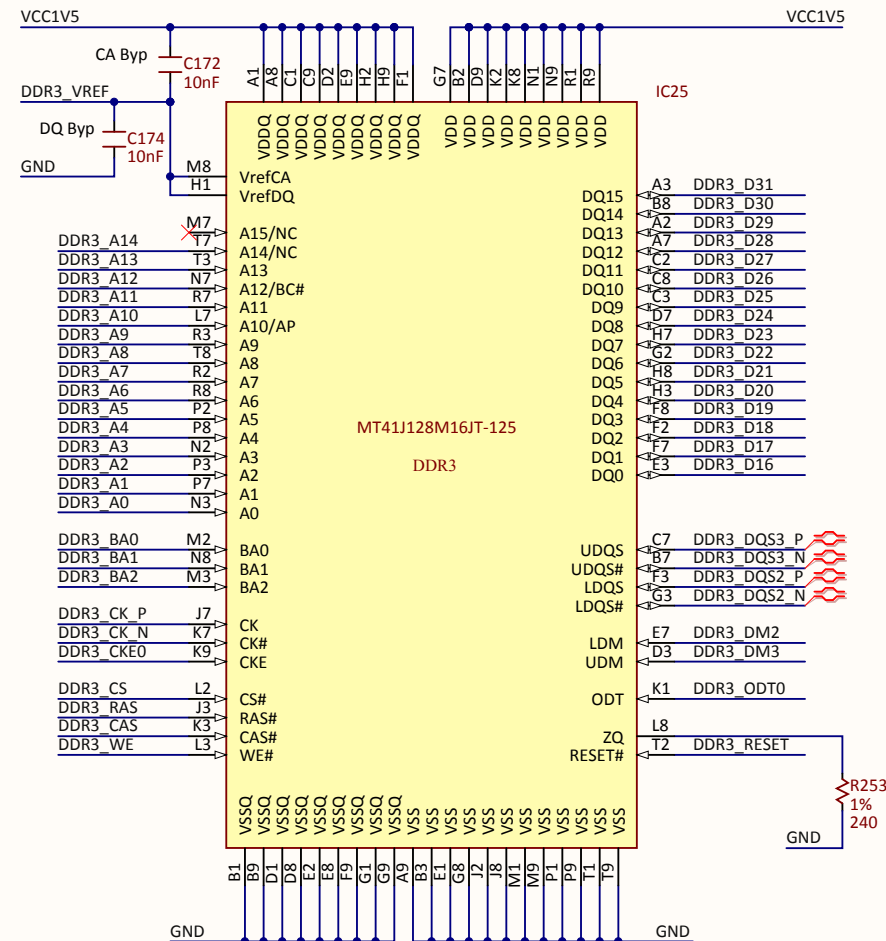 VCC1V5 VCC1V5
CA Byp C172
10nF
DDR3_VREF
DQ Byp C174
10nF
GND
A1 A8 C1 C9 D2 E9 H2 H9 F1 G7 B2 D9 K2 K8 N1 N9 R1 R9
IC25
VDDQ VDDQ VDDQ VDDQ VDDQ VDDQ VDDQ VDDQ VDDQ VDD VDD VDD VDD VDD VDD VDD VDD VDD
M8 VrefCA
H1 VrefDQ
M7 A15/NC
DDR3_A14 T7 A14/NC
DDR3_A13 T3 A13
DDR3_A12 N7 A12/BC#
DDR3_A11 R7 A11
DDR3_A10 L7 A10/AP
DDR3_A9 R3 A9
DDR3_A8 T8 A8
DDR3_A7 R2 A7
DDR3_A6 R8 A6
DDR3_A5 P2 A5
DDR3_A4 P8 A4
DDR3_A3 N2 A3
DDR3_A2 P3 A2
DDR3_A1 P7 A1
DDR3_A0 N3 A0
DDR3_BA0 M2 BA0
DDR3_BA1 N8 BA1
DDR3_BA2 M3 BA2
DDR3_CK_P J7 CK
DDR3_CK_N K7 CK#
DDR3_CKE0 K9 CKE
DDR3_CS L2 CS#
DDR3_RAS J3 RAS#
DDR3_CAS K3 CAS#
DDR3_WE L3 WE#
MT41J128M16JT-125
DDR3
DQ15 A3 DDR3_D31
DQ14 B8 DDR3_D30
DQ13 A2 DDR3_D29
DQ12 A7 DDR3_D28
DQ11 C2 DDR3_D27
DQ10 C8 DDR3_D26
DQ9 C3 DDR3_D25
DQ8 D7 DDR3_D24
DQ7 H7 DDR3_D23
DQ6 G2 DDR3_D22
DQ5 H8 DDR3_D21
DQ4 H3 DDR3_D20
DQ3 F8 DDR3_D19
DQ2 F2 DDR3_D18
DQ1 F7 DDR3_D17
DQ0 E3 DDR3_D16
UDQS C7 DDR3_DQS3_P
UDQS# B7 DDR3_DQS3_N
LDQS F3 DDR3_DQS2_P
LDQS# G3 DDR3_DQS2_N
LDM E7 DDR3_DM2
UDM D3 DDR3_DM3
ODT K1 DDR3_ODT0
ZQ L8
RESET# T2 DDR3_RESET
R253
1%
240
GND
VSSQ VSSQ VSSQ VSSQ VSSQ VSSQ VSSQ VSSQ VSSQ VSS VSS VSS VSS VSS VSS VSS VSS VSS VSS VSS VSS
B1 B9 D1 D8 E2 E8 F9 G1 G9 A9 B3 E1 G8 J2 J8 M1 M9 P1 P9 T1 T9
GND GND